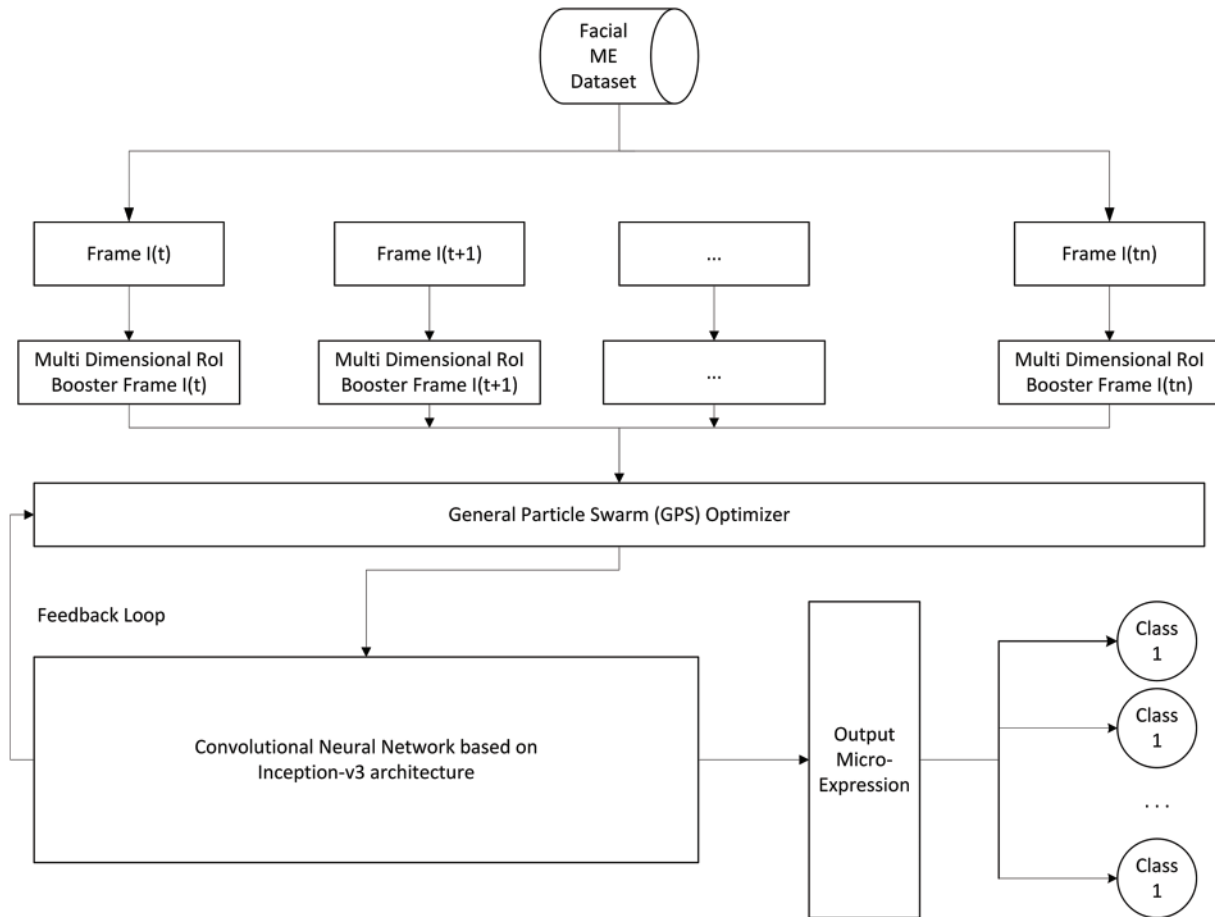 Facial
ME
Dataset
Frame I(t)
Frame I(t+1)
...
Frame I(tn)
Multi Dimensional RoI
Booster Frame I(t)
Multi Dimensional RoI
Booster Frame I(t+1)
...
Multi Dimensional RoI
Booster Frame I(tn)
General Particle Swarm (GPS) Optimizer
Feedback Loop
Convolutional Neural Network based on
Inception-v3 architecture
Output
Micro-
Expression
Class
1
Class
1
. . .
Class
1